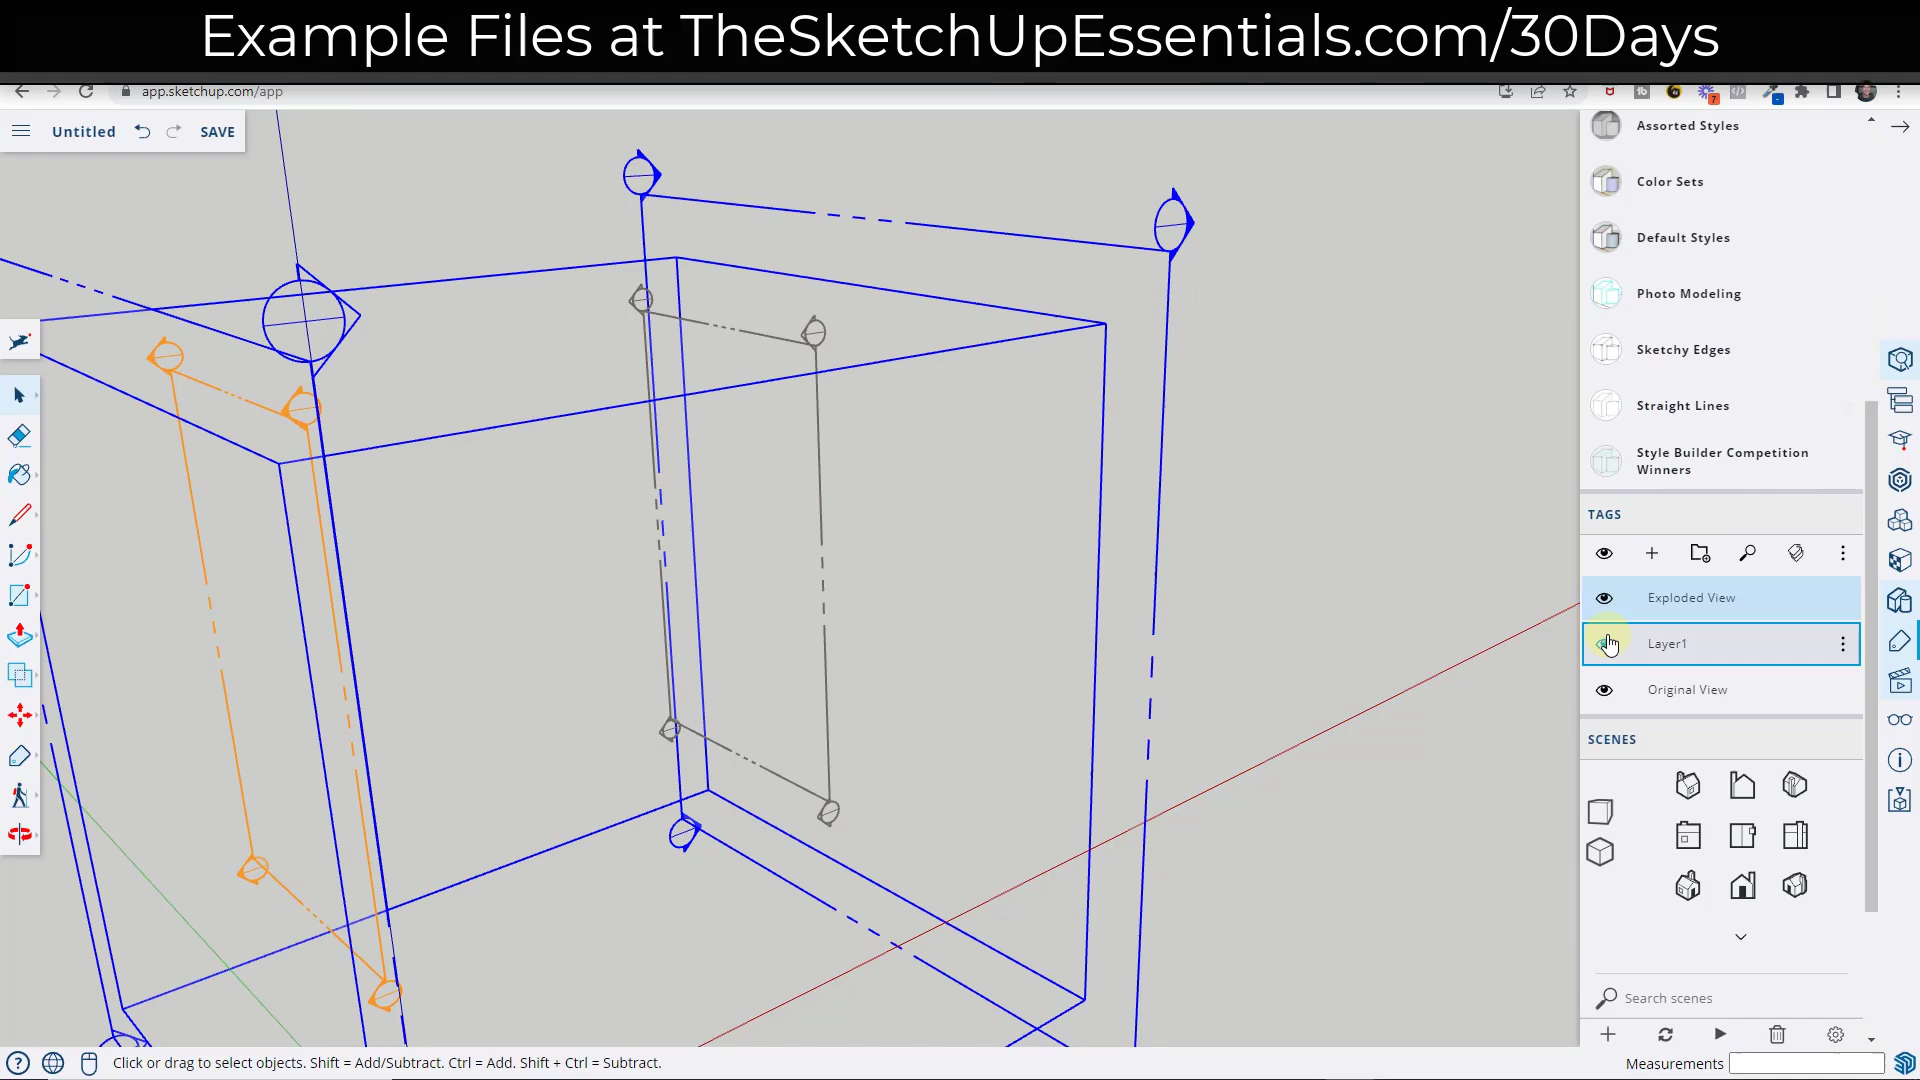 Example Files at TheSketchUpEssentials.com/30Days
app.sketchup.com/app
7
Untitled
SAVE
Assorted Styles
Color Sets
Default Styles
Photo Modeling
Sketchy Edges
Straight Lines
Style Builder Competition
Winners
TAGS
Exploded View
Layer1
Original View
SCENES
Search scenes
Click or drag to select objects. Shift = Add/Subtract. Ctrl = Add. Shift + Ctrl = Subtract.
Measurements